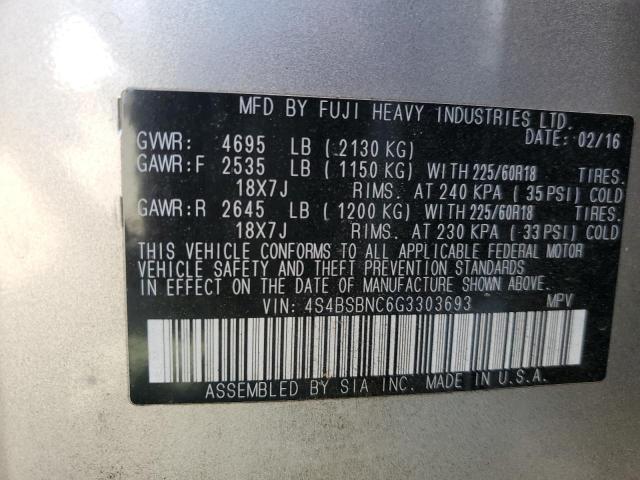 MFD BY FUJI HEAVY INDUSTRIES LTD.
DATE: 02/16
GVWR: 4695 LB ( 2130 KG)
GAWR: F 2535 LB ( 1150 KG) WITH 225/60R18 TIRES.
18X7J RIMS. AT 240 KPA ( 35 PSI) COLD
GAWR: R 2645 LB ( 1200 KG) WITH 225/60R18 TIRES.
18X7J RIMS. AT 230 KPA ( 33 PSI) COLD
THIS VEHICLE CONFORMS TO ALL APPLICABLE FEDERAL MOTOR
VEHICLE SAFETY AND THEFT PREVENTION STANDARDS
IN EFFECT ON THE DATE OF MANUFACTURE SHOWN ABOVE.
VIN: 4S4BSBNC6G3303693 MPV
ASSEMBLED BY SIA INC. MADE IN U.S.A.